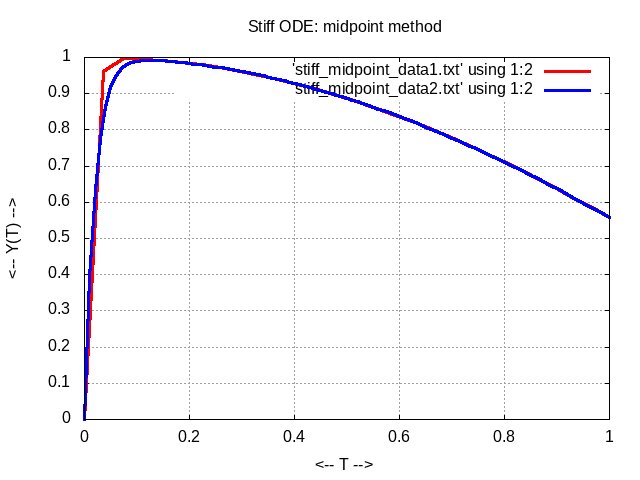 Stiff ODE: midpoint method
'stiff_midpoint_data1.txt' using 1:2
'stiff_midpoint_data2.txt' using 1:2
1
0.9
0.8
0.7
0.6
0.5
0.4
0.3
0.2
0.1
0
<-- Y(T) -->
0 0.2 0.4 0.6 0.8 1
<-- T -->